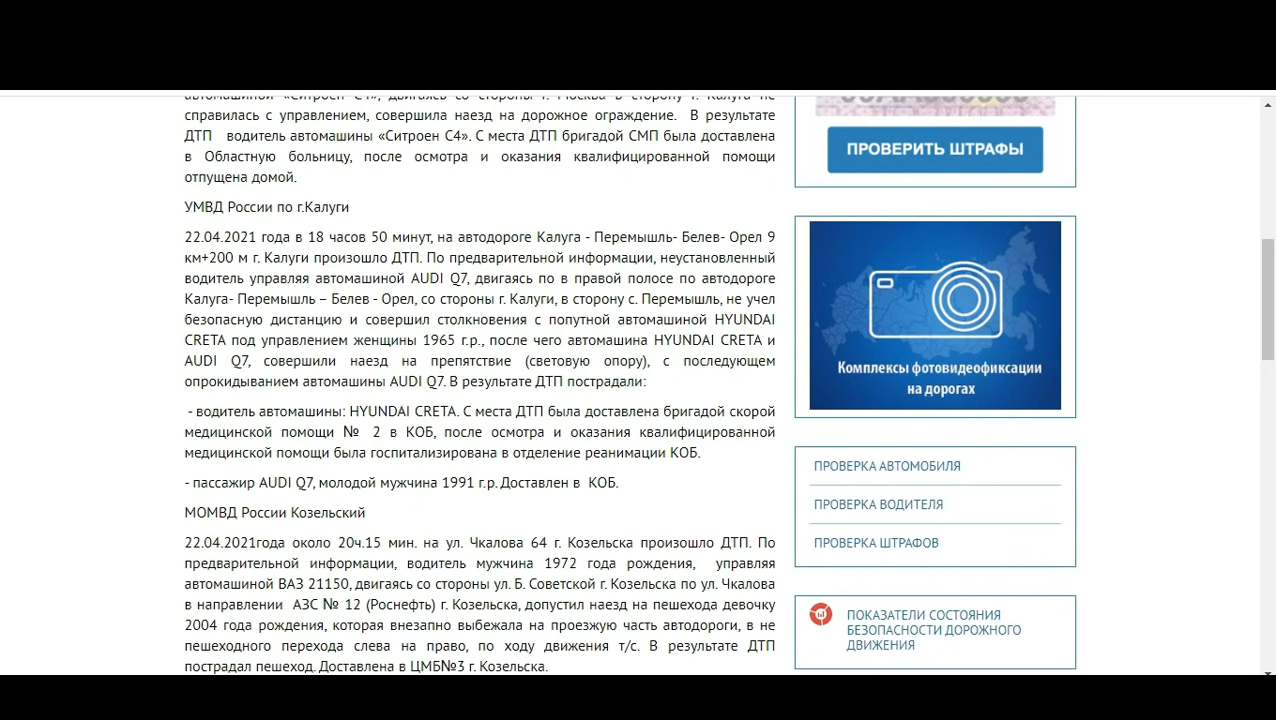 автомашиной «Ситроен С4», двигаясь со стороны г. Москва в сторону г. Калуга не
справилась с управлением, совершила наезд на дорожное ограждение. В результате
ДТП водитель автомашины «Ситроен С4». С места ДТП бригадой СМП была доставлена
в Областную больницу, после осмотра и оказания квалифицированной помощи
отпущена домой.
УМВД России по г.Калуги
22.04.2021 года в 18 часов 50 минут, на автодороге Калуга - Перемышль- Белев- Орел 9
км+200 м г. Калуги произошло ДТП. По предварительной информации, неустановленный
водитель управляя автомашиной AUDI Q7, двигаясь по в правой полосе по автодороге
Калуга- Перемышль – Белев - Орел, со стороны г. Калуги, в сторону с. Перемышль, не учел
безопасную дистанцию и совершил столкновения с попутной автомашиной HYUNDAI
CRETA под управлением женщины 1965 г.р., после чего автомашина HYUNDAI CRETA и
AUDI Q7, совершили наезд на препятствие (световую опору), с последующем
опрокидыванием автомашины AUDI Q7. В результате ДТП пострадали:
- водитель автомашины: HYUNDAI CRETA. С места ДТП была доставлена бригадой скорой
медицинской помощи № 2 в КОБ, после осмотра и оказания квалифицированной
медицинской помощи была госпитализирована в отделение реанимации КОБ.
- пассажир AUDI Q7, молодой мужчина 1991 г.р. Доставлен в КОБ.
МОМВД России Козельский
22.04.2021года около 20ч.15 мин. на ул. Чкалова 64 г. Козельска произошло ДТП. По
предварительной информации, водитель мужчина 1972 года рождения, управляя
автомашиной ВАЗ 21150, двигаясь со стороны ул. Б. Советской г. Козельска по ул. Чкалова
в направлении АЗС № 12 (Роснефть) г. Козельска, допустил наезд на пешехода девочку
2004 года рождения, которая внезапно выбежала на проезжую часть автодороги, в не
пешеходного перехода слева на право, по ходу движения т/с. В результате ДТП
пострадал пешеход. Доставлена в ЦМБ№3 г. Козельска.
ПРОВЕРИТЬ ШТРАФЫ
Комплексы фотовидеофиксации
на дорогах
ПРОВЕРКА АВТОМОБИЛЯ
ПРОВЕРКА ВОДИТЕЛЯ
ПРОВЕРКА ШТРАФОВ
ПОКАЗАТЕЛИ СОСТОЯНИЯ
БЕЗОПАСНОСТИ ДОРОЖНОГО
ДВИЖЕНИЯ